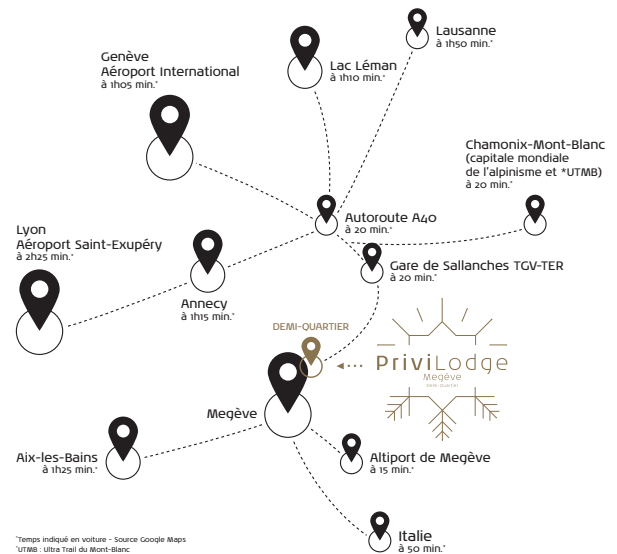 Lausanne
à 1h50 min.*
Genève
Aéroport International
à 1h05 min.*
Lac Léman
à 1h10 min.*
Chamonix-Mont-Blanc
(capitale mondiale
de l'alpinisme et *UTMB)
à 20 min.*
Autoroute A40
à 20 min.*
Lyon
Aéroport Saint-Exupéry
à 2h25 min.*
Gare de Sallanches TGV-TER
à 20 min.*
Annecy
à 1h15 min.*
DEMI-QUARTIER
PriviLodge
Megève
DEMI-QUARTIER
Megève
Aix-les-Bains
à 1h25 min.*
Altiport de Megève
à 15 min.*
Italie
à 50 min.*
*Temps indiqué en voiture - Source Google Maps
*UTMB : Ultra Trail du Mont-Blanc